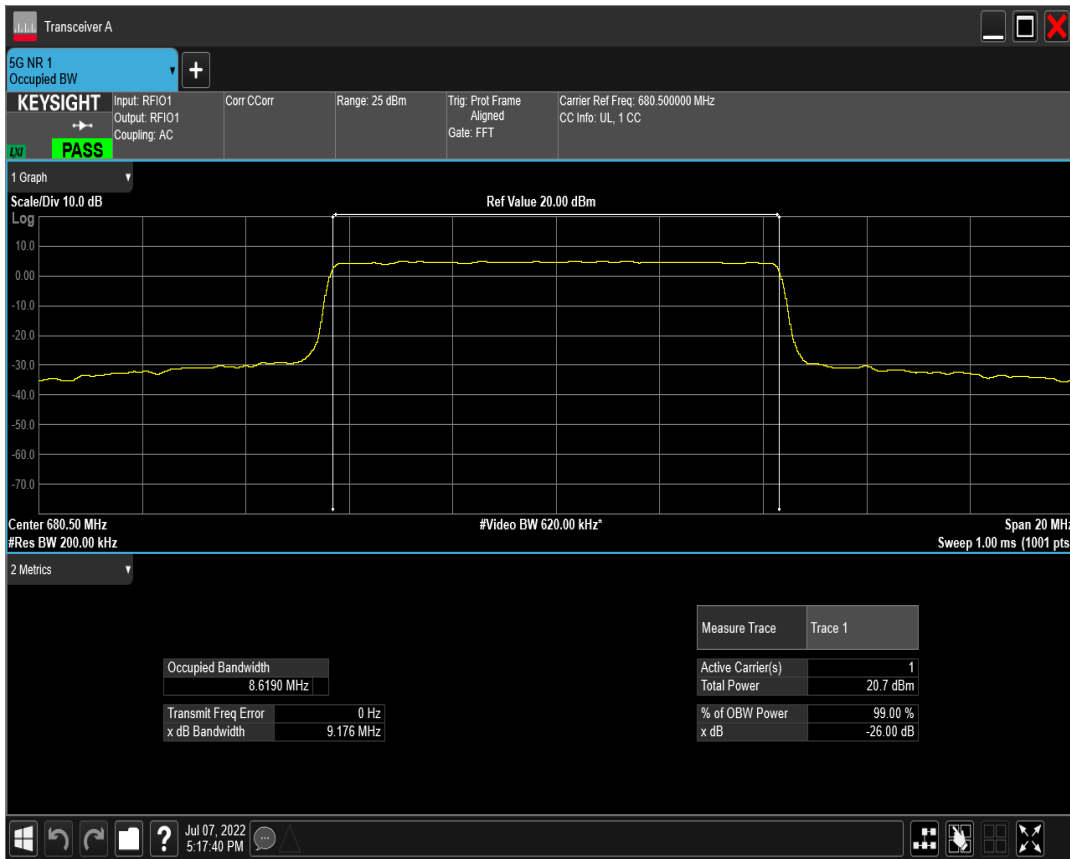 Transceiver A
5G NR 1
Occupied BW
KEYSIGHT
LXI
PASS
Input: RFIO1
Output: RFIO1
Coupling: AC
Corr CCorr
Range: 25 dBm
Trig: Prot Frame
Aligned
Gate: FFT
Carrier Ref Freq: 680.500000 MHz
CC Info: UL, 1 CC
1 Graph
Scale/Div 10.0 dB
Ref Value 20.00 dBm
Log
10.0
0.00
-10.0
-20.0
-30.0
-40.0
-50.0
-60.0
-70.0
Center 680.50 MHz
#Video BW 620.00 kHz*
Span 20 MHz
#Res BW 200.00 kHz
Sweep 1.00 ms (1001 pts
2 Metrics
Measure Trace Trace 1
Occupied Bandwidth
8.6190 MHz
Active Carrier(s) 1
Total Power 20.7 dBm
Transmit Freq Error 0 Hz
x dB Bandwidth 9.176 MHz
% of OBW Power 99.00 %
x dB -26.00 dB
?
Jul 07, 2022
5:17:40 PM